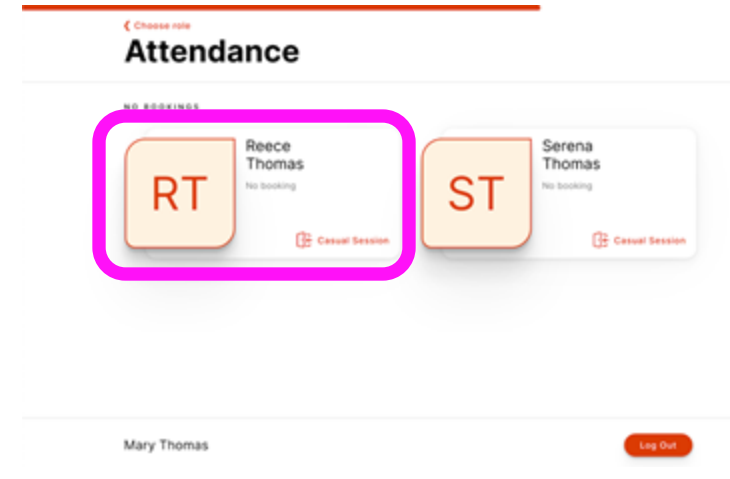 Choose role
Attendance
NO BOOKINGS
RT
Reece
Thomas
No booking
Casual Session
ST
Serena
Thomas
No booking
Casual Session
Mary Thomas
Log Out